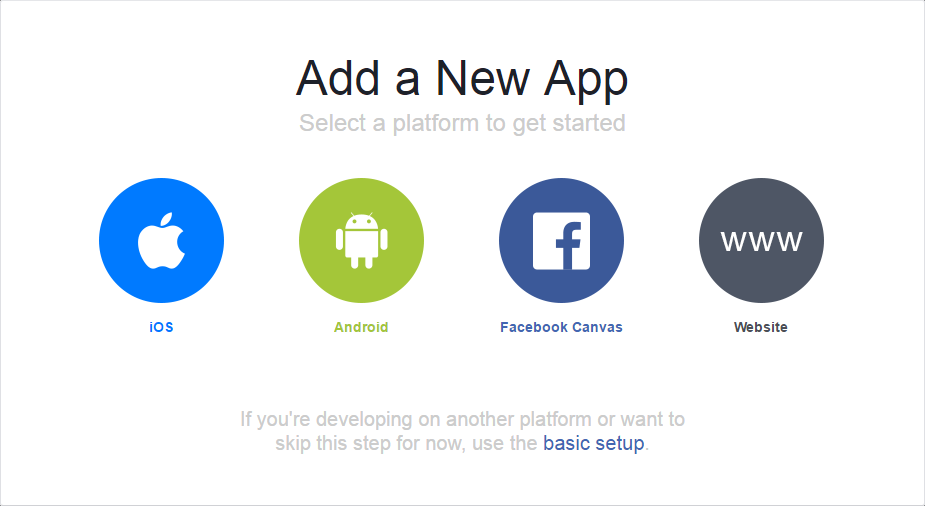 Add a New App
Select a platform to get started
www
iOS
Android
Facebook Canvas
Website
If you're developing on another platform or want to
skip this step for now, use the basic setup.